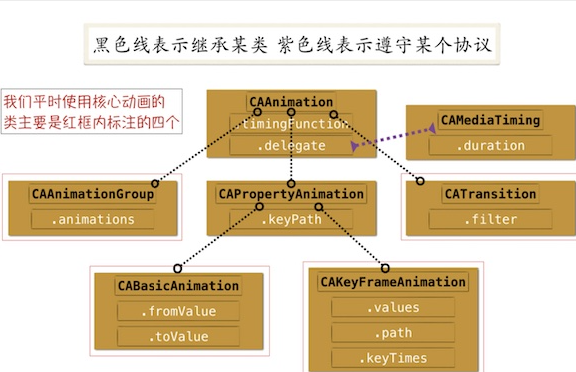 黑色线表示继承某类 紫色线表示遵守某个协议
我们平时使用核心动画的
类主要是红框内标注的四个
CAAnimation
.timingFunction
.delegate
CAMediaTiming
.duration
CAAnimationGroup
.animations
CAPropertyAnimation
.keyPath
CATransition
.filter
CABasicAnimation
.fromValue
.toValue
CAKeyFrameAnimation
.values
.path
.keyTimes